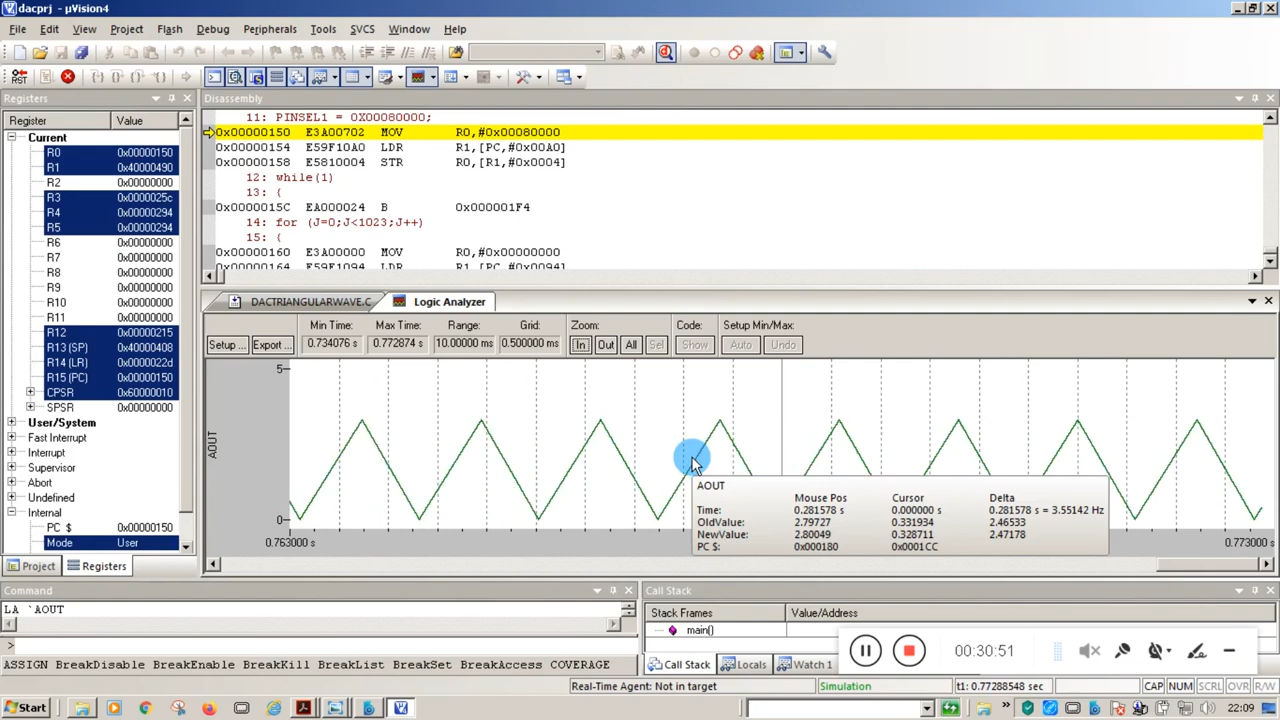 dacprj - µVision4
File Edit View Project Flash Debug Peripherals Tools SVCS Window Help
Registers
Register Value
Current
R0 0x00000150
R1 0x40000490
R2 0x00000000
R3 0x0000025c
R4 0x00000294
R5 0x00000294
R6 0x00000000
R7 0x00000000
R8 0x00000000
R9 0x00000000
R10 0x00000000
R11 0x00000000
R12 0x00000215
R13 (SP) 0x40000408
R14 (LR) 0x0000022d
R15 (PC) 0x00000150
CPSR 0x60000010
SPSR 0x00000000
User/System
Fast Interrupt
Interrupt
Supervisor
Abort
Undefined
Internal
PC $ 0x00000150
Mode User
Project Registers
Disassembly
11: PINSEL1 = 0X00080000;
0x00000150 E3A00702 MOV R0,#0x00080000
0x00000154 E59F10A0 LDR R1,[PC,#0x00A0]
0x00000158 E5810004 STR R0,[R1,#0x0004]
12: while(1)
13: {
0x0000015C EA000024 B 0x000001F4
14: for (J=0;J<1023;J++)
15: {
0x00000160 E3A00000 MOV R0,#0x00000000
0x00000164 E59F1094 LDR R1,[PC,#0x0094]
DACTRIANGULARWAVE.C Logic Analyzer
Min Time: Max Time: Range: Grid: Zoom: Code: Setup Min/Max:
Setup ... Export ... 0.734076 s 0.772874 s 10.00000 ms 0.500000 ms In Out All Sel Show Auto Undo
5
AOUT
0
0.763000 s 0.773000 s
AOUT
Mouse Pos Cursor Delta
Time: 0.281578 s 0.000000 s 0.281578 s = 3.55142 Hz
OldValue: 2.79727 0.331934 2.46533
NewValue: 2.80049 0.328711 2.47178
PC $: 0x000180 0x0001CC
Command
LA `AOUT
>
ASSIGN BreakDisable BreakEnable BreakKill BreakList BreakSet BreakAccess COVERAGE
Call Stack
Stack Frames Value/Address
main()
Call Stack Locals Watch 1
00:30:51
Real-Time Agent: Not in target Simulation t1: 0.77288548 sec CAP NUM SCRL OVR R/W
Start 22:09